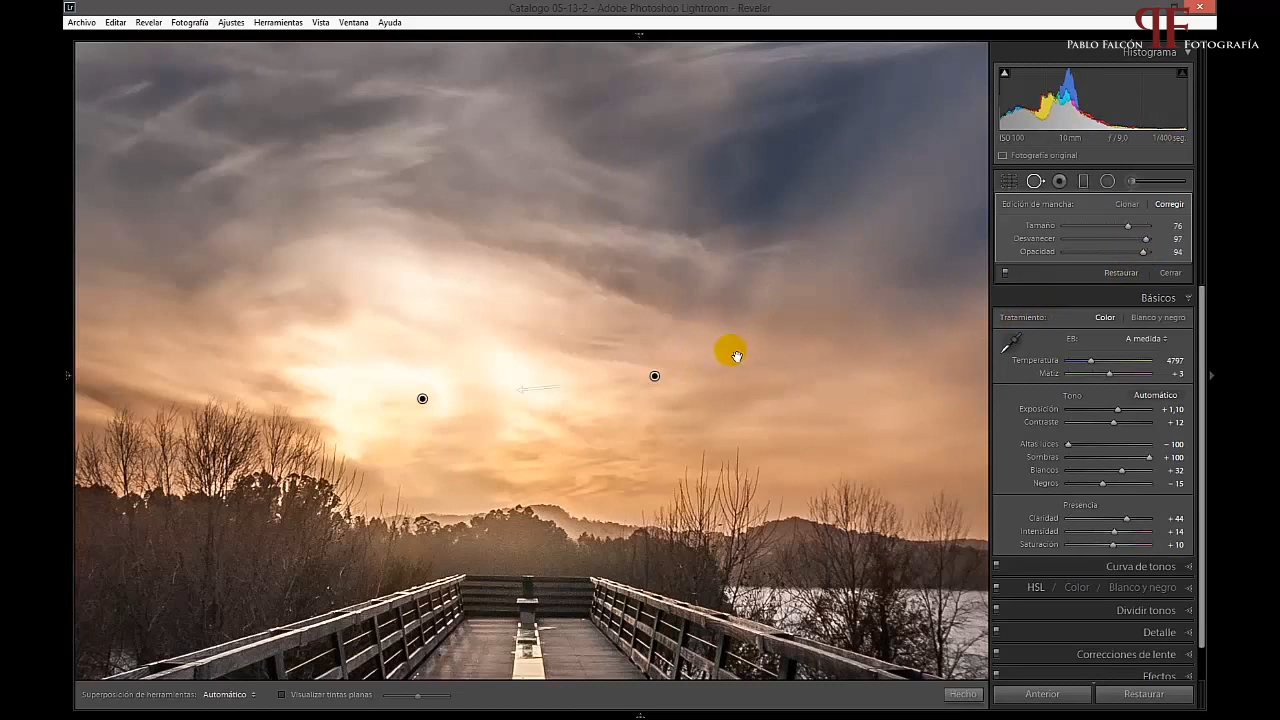 Lr
Catalogo 05-13-2 - Adobe Photoshop Lightroom - Revelar
Archivo Editar Revelar Fotografía Ajustes Herramientas Vista Ventana Ayuda
PF
PABLO FALCÓN FOTOGRAFÍA
Histograma
ISO 100 10 mm f / 9,0 1/400 seg.
Fotografía original
Edición de mancha: Clonar Corregir
Tamaño 76
Desvanecer 97
Opacidad 94
Restaurar Cerrar
Básicos
Tratamiento: Color Blanco y negro
EB: A medida
Temperatura 4797
Matiz + 3
Tono Automático
Exposición + 1,10
Contraste + 12
Altas luces - 100
Sombras + 100
Blancos + 32
Negros - 15
Presencia
Claridad + 44
Intensidad + 14
Saturación + 10
Curva de tonos
HSL / Color / Blanco y negro
Dividir tonos
Detalle
Correcciones de lente
Efectos
Superposición de herramientas: Automático Visualizar tintas planas Hecho
Anterior Restaurar